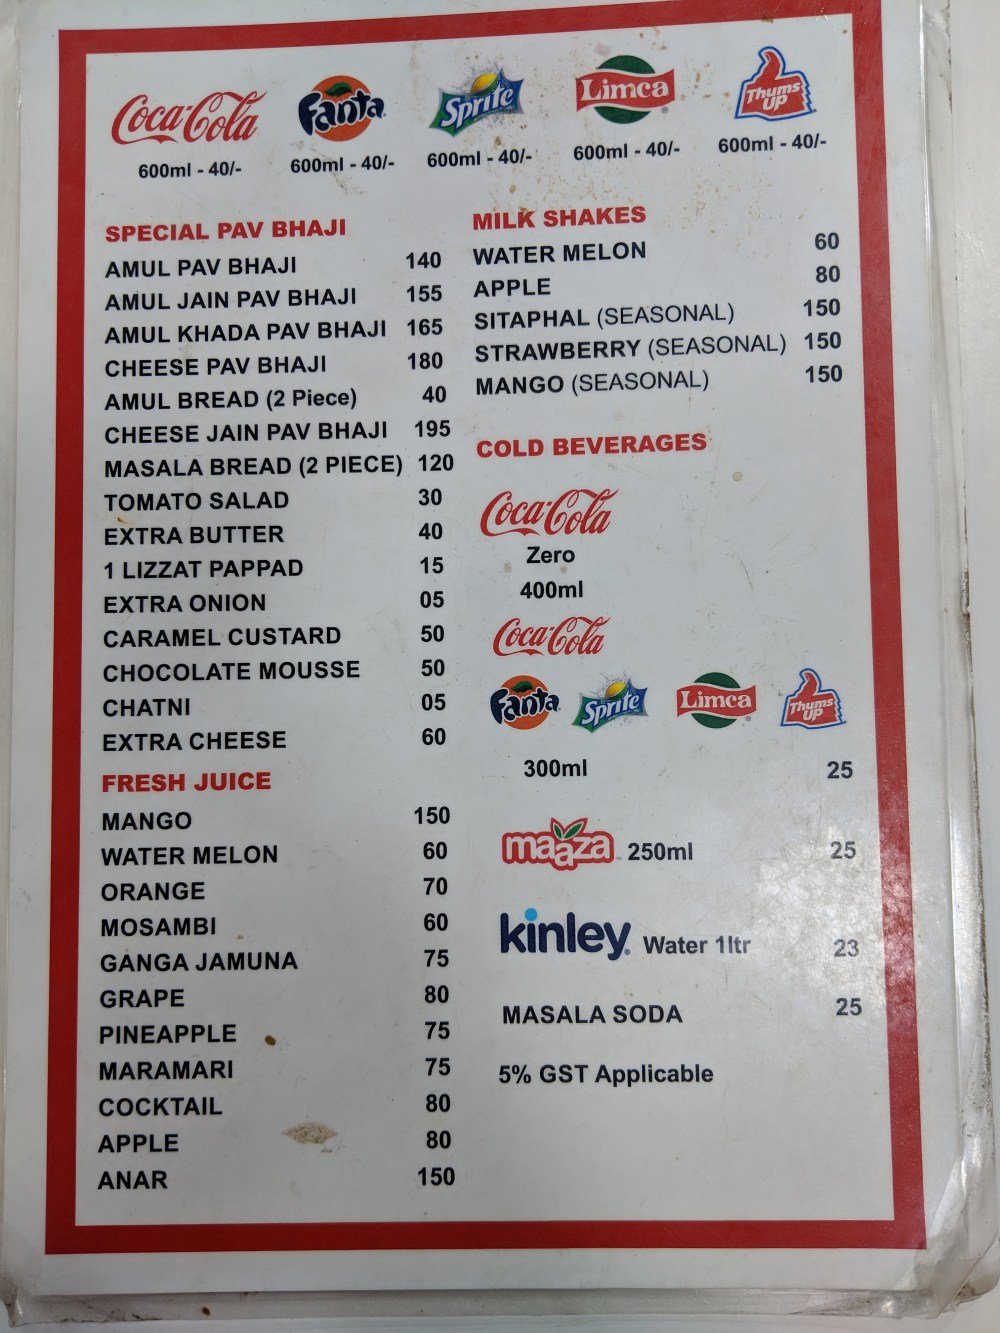 Coca-Cola
600ml - 40/-
Fanta
600ml - 40/-
Sprite
600ml - 40/-
Limca
600ml - 40/-
Thums UP
600ml - 40/-
SPECIAL PAV BHAJI
AMUL PAV BHAJI 140
AMUL JAIN PAV BHAJI 155
AMUL KHADA PAV BHAJI 165
CHEESE PAV BHAJI 180
AMUL BREAD (2 Piece) 40
CHEESE JAIN PAV BHAJI 195
MASALA BREAD (2 PIECE) 120
TOMATO SALAD 30
EXTRA BUTTER 40
1 LIZZAT PAPPAD 15
EXTRA ONION 05
CARAMEL CUSTARD 50
CHOCOLATE MOUSSE 50
CHATNI 05
EXTRA CHEESE 60
FRESH JUICE
MANGO 150
WATER MELON 60
ORANGE 70
MOSAMBI 60
GANGA JAMUNA 75
GRAPE 80
PINEAPPLE 75
MARAMARI 75
COCKTAIL 80
APPLE 80
ANAR 150
MILK SHAKES
WATER MELON 60
APPLE 80
SITAPHAL (SEASONAL) 150
STRAWBERRY (SEASONAL) 150
MANGO (SEASONAL) 150
COLD BEVERAGES
Coca-Cola
Zero
400ml
Coca-Cola
Fanta Sprite Limca Thums UP
300ml 25
maaza 250ml 25
kinley Water 1ltr 23
MASALA SODA 25
5% GST Applicable